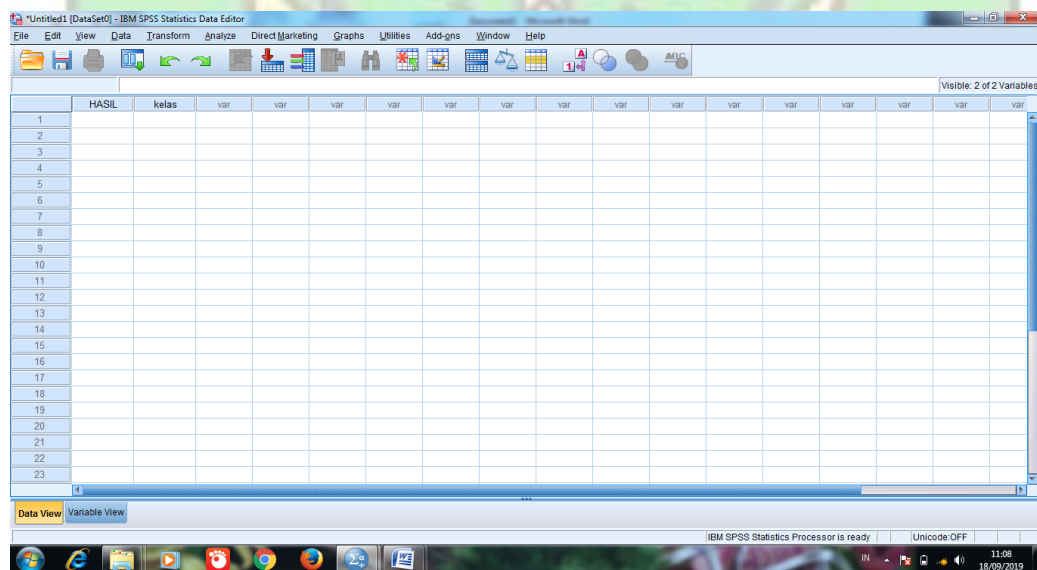 *Untitled1 [DataSet0] - IBM SPSS Statistics Data Editor
File Edit View Data Transform Analyze Direct Marketing Graphs Utilities Add-ons Window Help
A
1
ABC
Visible: 2 of 2 Variables
HASIL kelas var var var var var var var var var var var var var var var
1
2
3
4
5
6
7
8
9
10
11
12
13
14
15
16
17
18
19
20
21
22
23
Data View Variable View
IBM SPSS Statistics Processor is ready Unicode:OFF
IN 11:08
18/09/2019